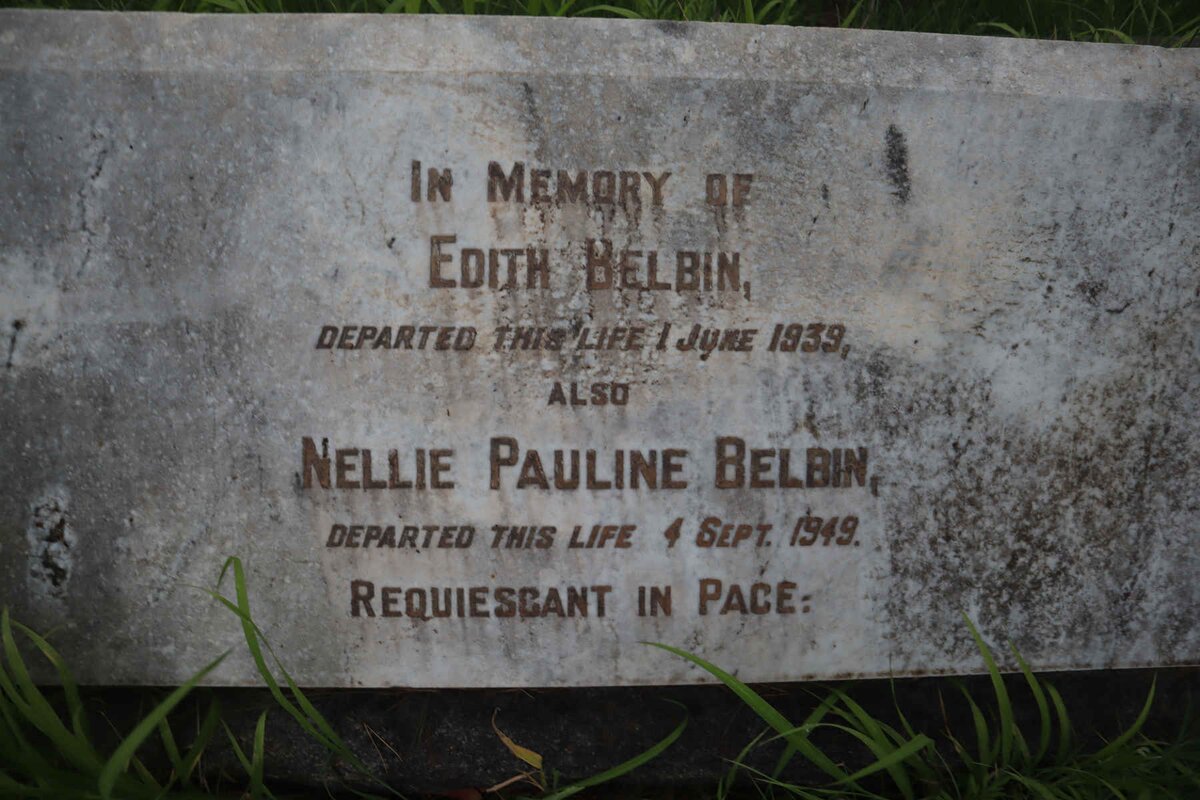 In Memory of
Edith Belbin,
departed this life 1 June 1939,
also
Nellie Pauline Belbin,
departed this life 4 Sept. 1949.
Requiescant in Pace: